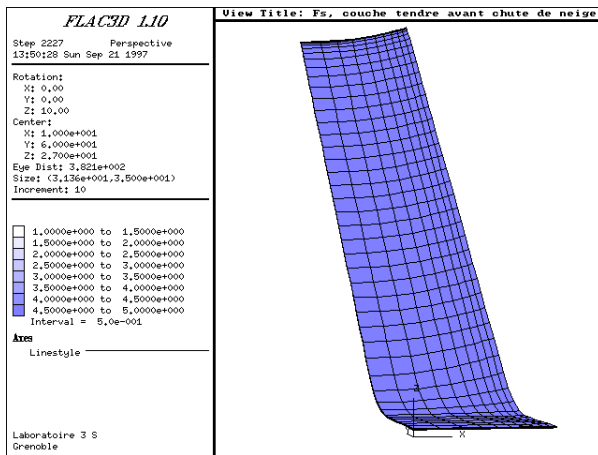 FLAC3D 1.10
Step 2227 Perspective
13:50:28 Sun Sep 21 1997
Rotation:
X: 0.00
Y: 0.00
Z: 10.00
Center:
X: 1.000e+001
Y: 6.000e+001
Z: 2.700e+001
Eye Dist: 3.821e+002
Size: (3.136e+001,3.500e+001)
Increment: 10
1.0000e+000 to 1.5000e+000
1.5000e+000 to 2.0000e+000
2.0000e+000 to 2.5000e+000
2.5000e+000 to 3.0000e+000
3.0000e+000 to 3.5000e+000
3.5000e+000 to 4.0000e+000
4.0000e+000 to 4.5000e+000
4.5000e+000 to 5.0000e+000
Interval = 5.0e-001
Axes
Linestyle
Laboratoire 3 S
Grenoble
View Title: Fs, couche tendre avant chute de neige
Z
X